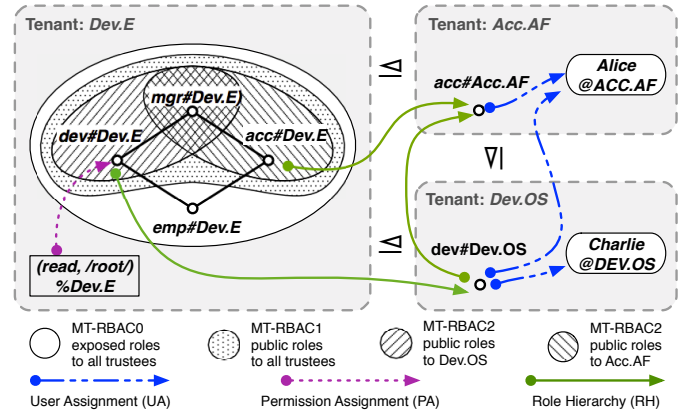 Tenant: Dev.E
mgr#Dev.E)
dev#Dev.E
acc#Dev.E
emp#Dev.E
(read, /root/)
%Dev.E
Tenant: Acc.AF
acc#Acc.AF
Alice
@ACC.AF
Tenant: Dev.OS
dev#Dev.OS
Charlie
@DEV.OS
MT-RBAC0
exposed roles
to all trustees
MT-RBAC1
public roles
to all trustees
MT-RBAC2
public roles
to Dev.OS
MT-RBAC2
public roles
to Acc.AF
User Assignment (UA)
Permission Assignment (PA)
Role Hierarchy (RH)